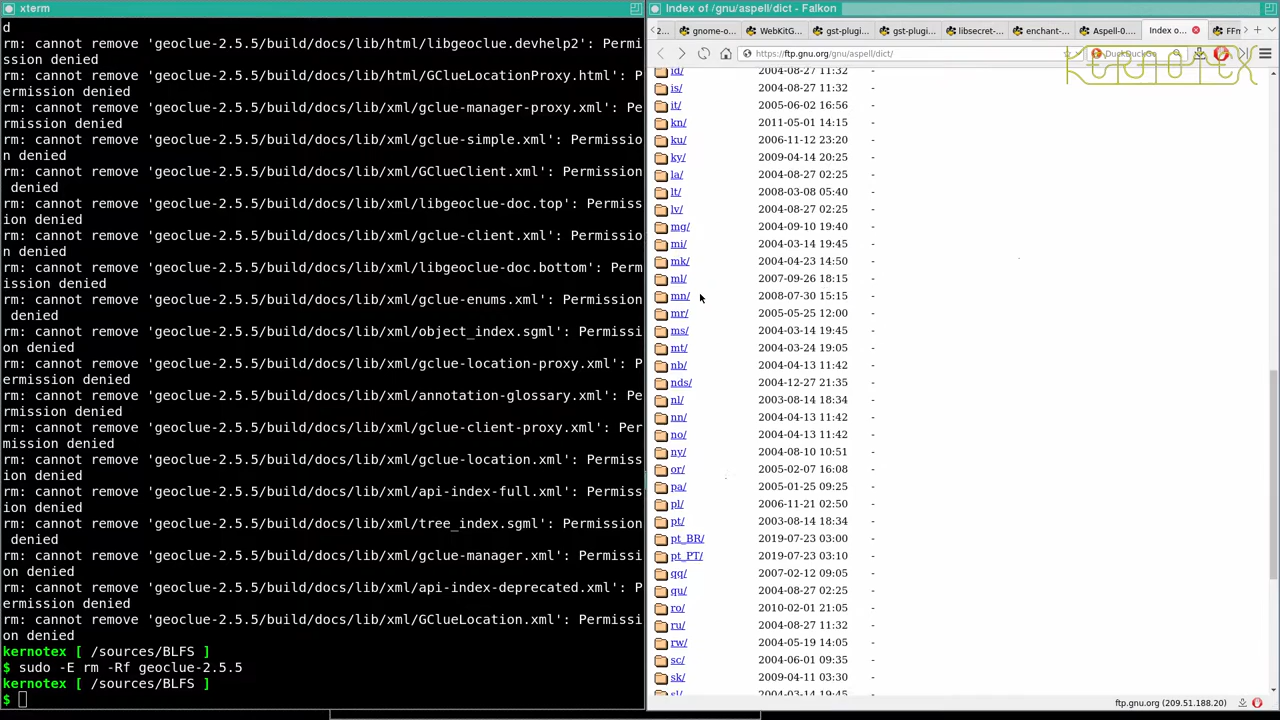 xterm
d
rm: cannot remove 'geoclue-2.5.5/build/docs/lib/html/libgeoclue.devhelp2': Permi
ssion denied
rm: cannot remove 'geoclue-2.5.5/build/docs/lib/html/GClueLocationProxy.html': P
ermission denied
rm: cannot remove 'geoclue-2.5.5/build/docs/lib/xml/gclue-manager-proxy.xml': Pe
rmission denied
rm: cannot remove 'geoclue-2.5.5/build/docs/lib/xml/gclue-simple.xml': Permissio
n denied
rm: cannot remove 'geoclue-2.5.5/build/docs/lib/xml/GClueClient.xml': Permission
 denied
rm: cannot remove 'geoclue-2.5.5/build/docs/lib/xml/libgeoclue-doc.top': Permiss
ion denied
rm: cannot remove 'geoclue-2.5.5/build/docs/lib/xml/gclue-client.xml': Permissio
n denied
rm: cannot remove 'geoclue-2.5.5/build/docs/lib/xml/libgeoclue-doc.bottom': Perm
ission denied
rm: cannot remove 'geoclue-2.5.5/build/docs/lib/xml/gclue-enums.xml': Permission
 denied
rm: cannot remove 'geoclue-2.5.5/build/docs/lib/xml/object_index.sgml': Permissi
on denied
rm: cannot remove 'geoclue-2.5.5/build/docs/lib/xml/gclue-location-proxy.xml': P
ermission denied
rm: cannot remove 'geoclue-2.5.5/build/docs/lib/xml/annotation-glossary.xml': Pe
rmission denied
rm: cannot remove 'geoclue-2.5.5/build/docs/lib/xml/gclue-client-proxy.xml': Per
mission denied
rm: cannot remove 'geoclue-2.5.5/build/docs/lib/xml/gclue-location.xml': Permiss
ion denied
rm: cannot remove 'geoclue-2.5.5/build/docs/lib/xml/api-index-full.xml': Permiss
ion denied
rm: cannot remove 'geoclue-2.5.5/build/docs/lib/xml/tree_index.sgml': Permission
 denied
rm: cannot remove 'geoclue-2.5.5/build/docs/lib/xml/gclue-manager.xml': Permissi
on denied
rm: cannot remove 'geoclue-2.5.5/build/docs/lib/xml/api-index-deprecated.xml': P
ermission denied
rm: cannot remove 'geoclue-2.5.5/build/docs/lib/xml/GClueLocation.xml': Permissi
on denied
kernotex [ /sources/BLFS ]
$ sudo -E rm -Rf geoclue-2.5.5
kernotex [ /sources/BLFS ]
$
Index of /gnu/aspell/dict - Falkon
2... gnome-o... WebKitG... gst-plugi... gst-plugi... libsecret-... enchant-... Aspell-0... Index o... FFm
https://ftp.gnu.org/gnu/aspell/dict/ DuckDuckGo
KERNOTEX
id/ 2004-08-27 11:32 -
is/ 2004-08-27 11:32 -
it/ 2005-06-02 16:56 -
kn/ 2011-05-01 14:15 -
ku/ 2006-11-12 23:20 -
ky/ 2009-04-14 20:25 -
la/ 2004-08-27 02:25 -
lt/ 2008-03-08 05:40 -
lv/ 2004-08-27 02:25 -
mg/ 2004-09-10 19:40 -
mi/ 2004-03-14 19:45 -
mk/ 2004-04-23 14:50 -
ml/ 2007-09-26 18:15 -
mn/ 2008-07-30 15:15 -
mr/ 2005-05-25 12:00 -
ms/ 2004-03-14 19:45 -
mt/ 2004-03-24 19:05 -
nb/ 2004-04-13 11:42 -
nds/ 2004-12-27 21:35 -
nl/ 2003-08-14 18:34 -
nn/ 2004-04-13 11:42 -
no/ 2004-04-13 11:42 -
ny/ 2004-08-10 10:51 -
or/ 2005-02-07 16:08 -
pa/ 2005-01-25 09:25 -
pl/ 2006-11-21 02:50 -
pt/ 2003-08-14 18:34 -
pt_BR/ 2019-07-23 03:00 -
pt_PT/ 2019-07-23 03:10 -
qq/ 2007-02-12 09:05 -
qu/ 2004-08-27 02:25 -
ro/ 2010-02-01 21:05 -
ru/ 2004-08-27 11:32 -
rw/ 2004-05-19 14:05 -
sc/ 2004-06-01 09:35 -
sk/ 2009-04-11 03:30 -
sl/ 2004-03-14 19:45 -
ftp.gnu.org (209.51.188.20)